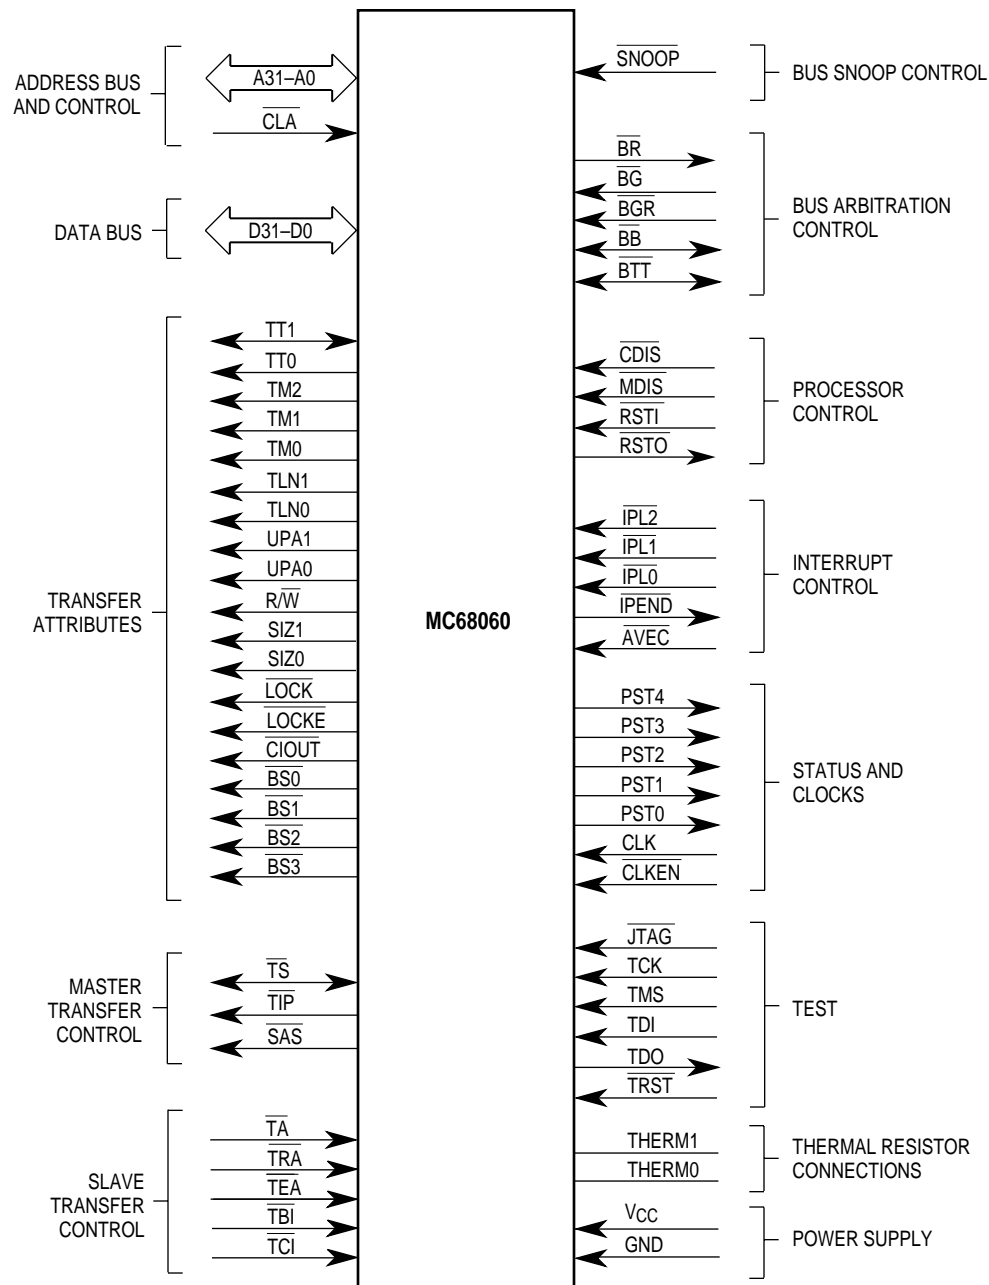 ADDRESS BUS
AND CONTROL
A31–A0
CLA
DATA BUS
D31–D0
TRANSFER
ATTRIBUTES
TT1
TT0
TM2
TM1
TM0
TLN1
TLN0
UPA1
UPA0
R/W
SIZ1
SIZ0
LOCK
LOCKE
CIOUT
BS0
BS1
BS2
BS3
MASTER
TRANSFER
CONTROL
TS
TIP
SAS
SLAVE
TRANSFER
CONTROL
TA
TRA
TEA
TBI
TCI
MC68060
SNOOP
BUS SNOOP CONTROL
BR
BG
BGR
BB
BTT
BUS ARBITRATION
CONTROL
CDIS
MDIS
RSTI
RSTO
PROCESSOR
CONTROL
IPL2
IPL1
IPL0
IPEND
AVEC
INTERRUPT
CONTROL
PST4
PST3
PST2
PST1
PST0
CLK
CLKEN
STATUS AND
CLOCKS
JTAG
TCK
TMS
TDI
TDO
TRST
TEST
THERM1
THERM0
THERMAL RESISTOR
CONNECTIONS
VCC
GND
POWER SUPPLY